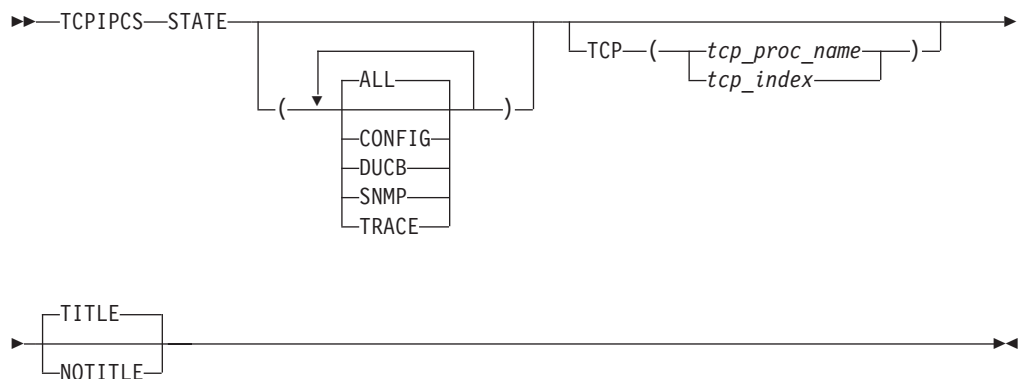 TCPIPCS STATE
TCP ( tcp_proc_name )
tcp_index
( ALL )
CONFIG
DUCB
SNMP
TRACE
TITLE
NOTITLE